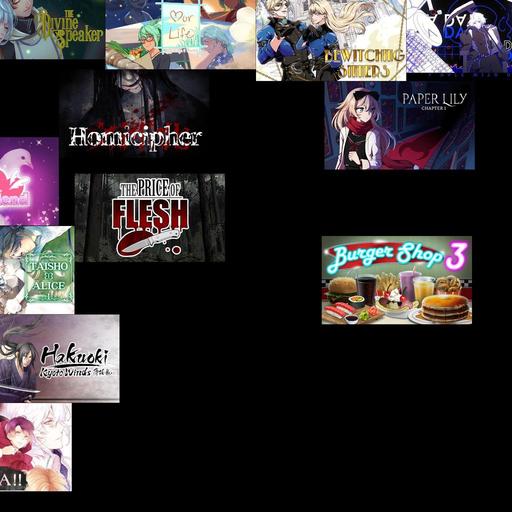 THE
Divine
Speaker
Our
Life
BEWITCHING
SINNERS
Homicipher
PAPER LILY
CHAPTER 1
THE PRICE OF
FLESH
TAISHO
ALICE
Burger Shop 3
Hakuoki
Kyoto Winds
A!!